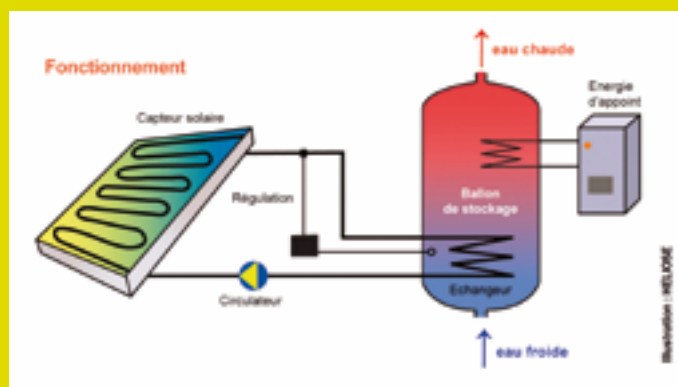 Fonctionnement
eau chaude
Energie
d'appoint
Capteur solaire
Régulation
Ballon
de stockage
Circulateur
Echangeur
eau froide
Illustration : HELIOSE